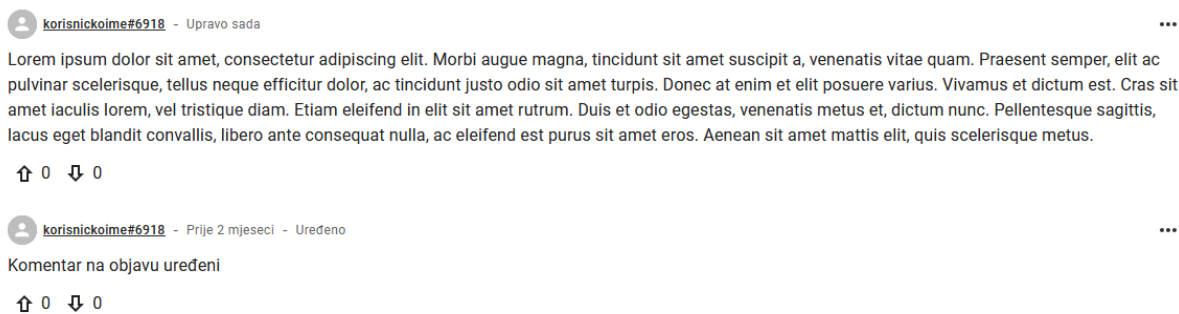 korisnickoime#6918 - Upravo sada
Lorem ipsum dolor sit amet, consectetur adipiscing elit. Morbi augue magna, tincidunt sit amet suscipit a, venenatis vitae quam. Praesent semper, elit ac
pulvinar scelerisque, tellus neque efficitur dolor, ac tincidunt justo odio sit amet turpis. Donec at enim et elit posuere varius. Vivamus et dictum est. Cras sit
amet iaculis lorem, vel tristique diam. Etiam eleifend in elit sit amet rutrum. Duis et odio egestas, venenatis metus et, dictum nunc. Pellentesque sagittis,
lacus eget blandit convallis, libero ante consequat nulla, ac eleifend est purus sit amet eros. Aenean sit amet mattis elit, quis scelerisque metus.
0 0
korisnickoime#6918 - Prije 2 mjeseci - Uređeno
Komentar na objavu uređeni
0 0